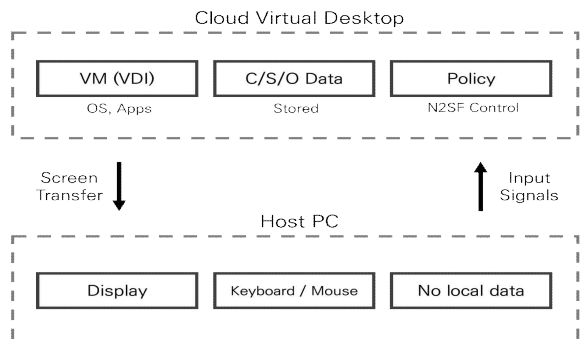 Cloud Virtual Desktop
VM (VDI)
C/S/O Data
Policy
OS, Apps
Stored
N2SF Control
Screen
Transfer
Input
Signals
Host PC
Display
Keyboard / Mouse
No local data